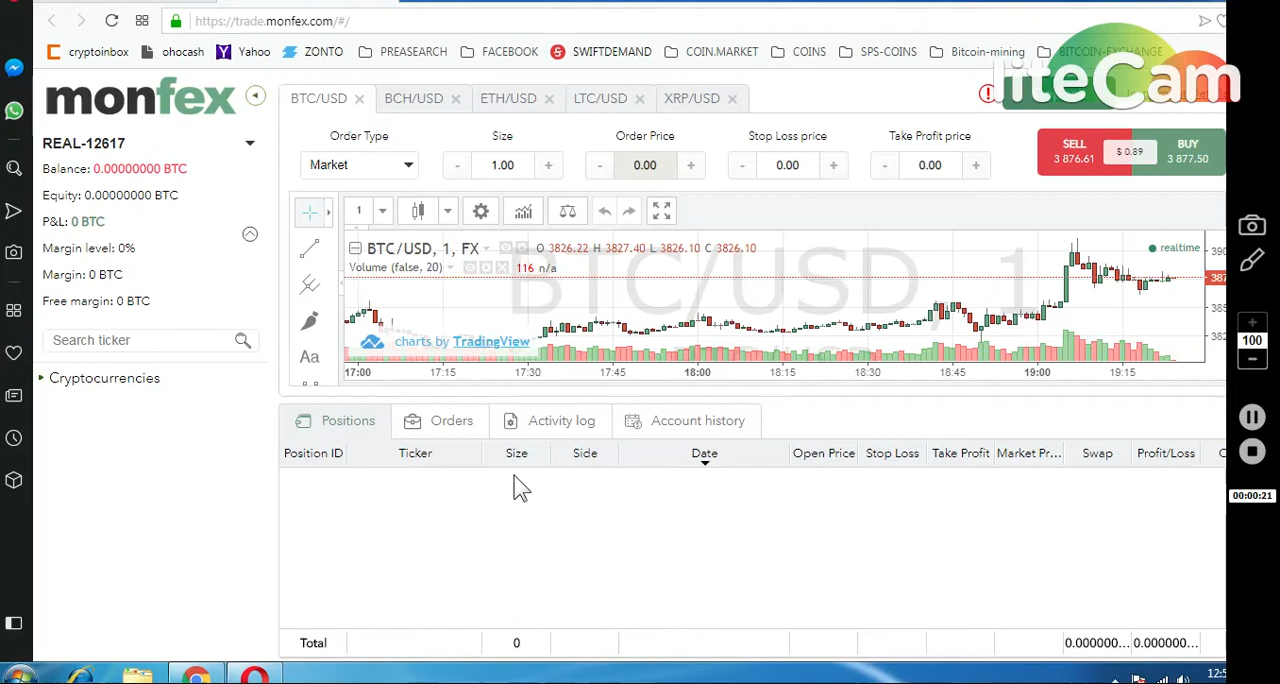 https://trade.monfex.com/#/
cryptoinbox ohocash Yahoo ZONTO PREASEARCH FACEBOOK SWIFTDEMAND COIN.MARKET COINS SPS-COINS Bitcoin-mining BITCOIN-EXCHANGE
liteCam
monfex
BTC/USD BCH/USD ETH/USD LTC/USD XRP/USD
REAL-12617
Order Type Size Order Price Stop Loss price Take Profit price
Market - 1.00 + - 0.00 + - 0.00 + - 0.00 +
SELL 3 876.61 $ 0.89 BUY 3 877.50
Balance: 0.00000000 BTC
Equity: 0.00000000 BTC
P&L: 0 BTC
Margin level: 0%
Margin: 0 BTC
Free margin: 0 BTC
Search ticker
Cryptocurrencies
1
BTC/USD, 1, FX O 3826.22 H 3827.40 L 3826.10 C 3826.10
realtime
Volume (false, 20) 116 n/a
BTC/USD, 1
Aa
charts by TradingView
17:00 17:15 17:30 17:45 18:00 18:15 18:30 18:45 19:00 19:15
Positions Orders Activity log Account history
Position ID Ticker Size Side Date Open Price Stop Loss Take Profit Market Pr... Swap Profit/Loss
Total 0 0.000000... 0.000000...
100
00:00:21